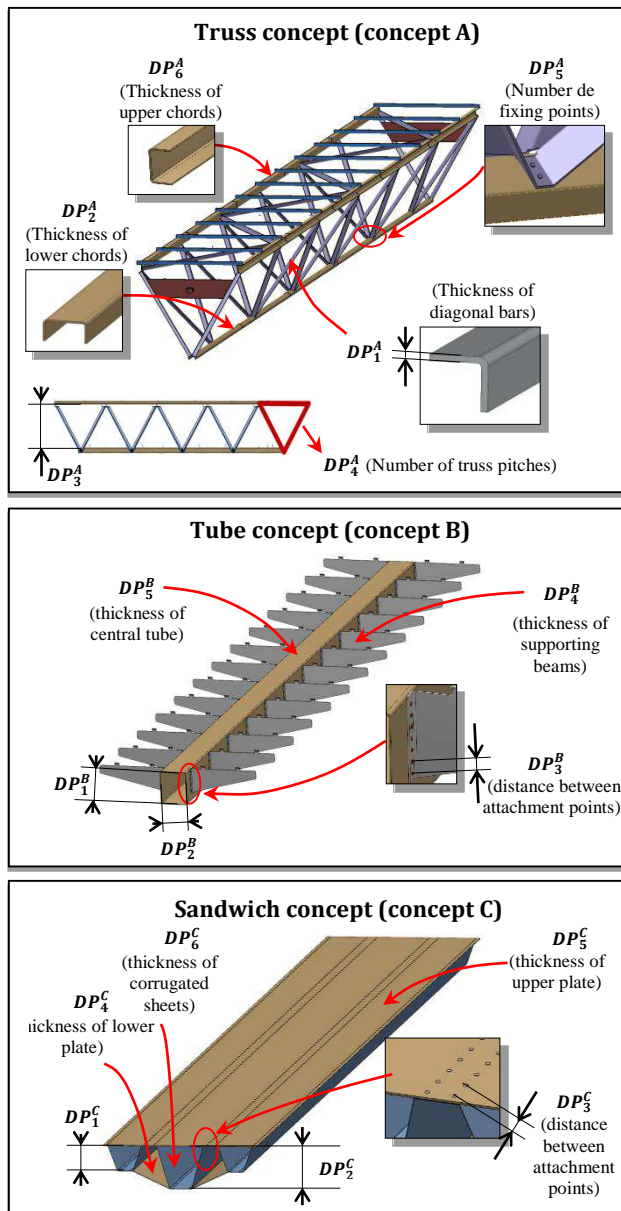 Truss concept (concept A)
DP₆ᴬ
(Thickness of
upper chords)
DP₅ᴬ
(Number de
fixing points)
DP₂ᴬ
(Thickness of
lower chords)
(Thickness of
diagonal bars)
DP₁ᴬ
DP₃ᴬ
DP₄ᴬ (Number of truss pitches)
Tube concept (concept B)
DP₅ᴮ
(thickness of
central tube)
DP₄ᴮ
(thickness of
supporting
beams)
DP₁ᴮ
DP₂ᴮ
DP₃ᴮ
(distance between
attachment points)
Sandwich concept (concept C)
DP₆ᶜ
(thickness of
corrugated
sheets)
DP₅ᶜ
(thickness of
upper plate)
DP₄ᶜ
hickness of lower
plate)
DP₁ᶜ
DP₂ᶜ
DP₃ᶜ
(distance
between
attachment
points)